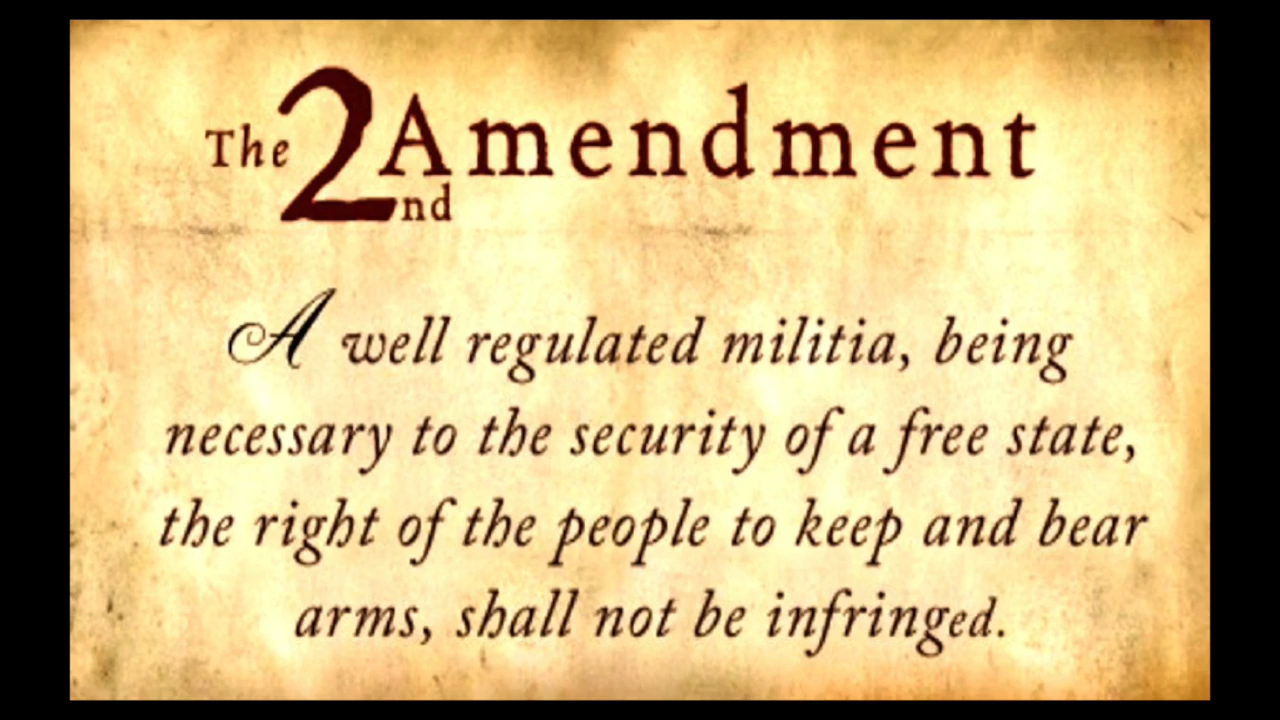 The 2nd Amendment
A well regulated militia, being
necessary to the security of a free state,
the right of the people to keep and bear
arms, shall not be infringed.